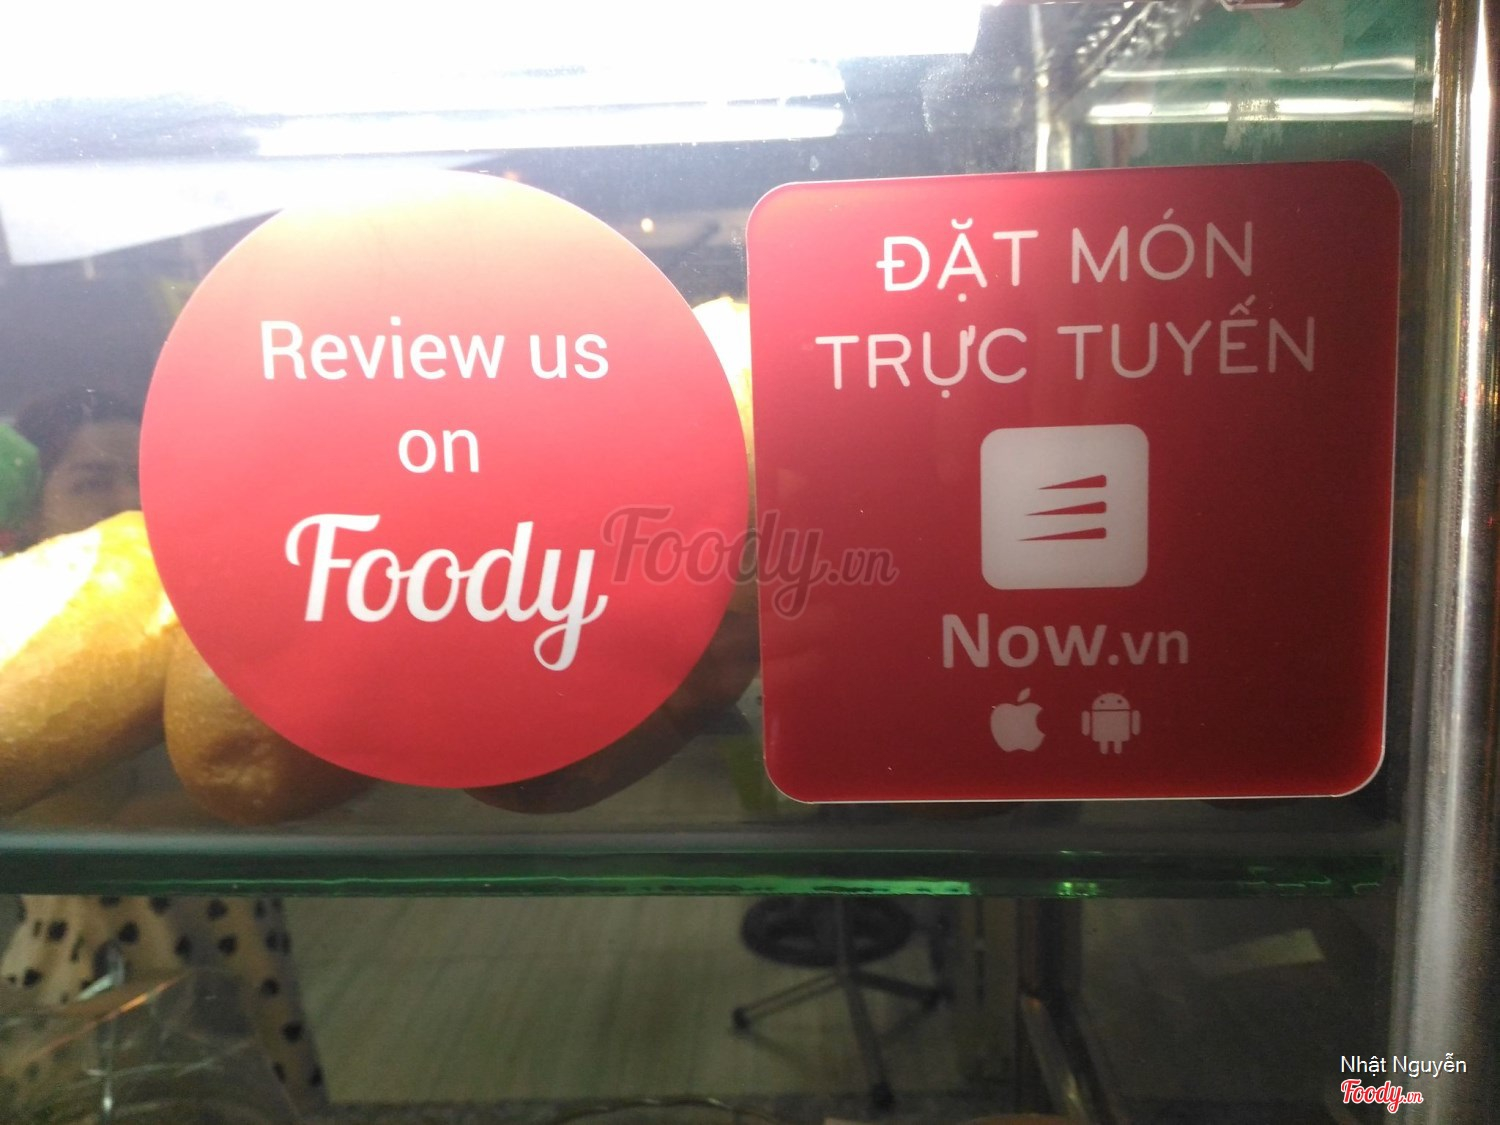 Review us
on
Foody
ĐẶT MÓN
TRỰC TUYẾN
Now.vn
Foody.vn
Nhật Nguyễn
Foody.vn